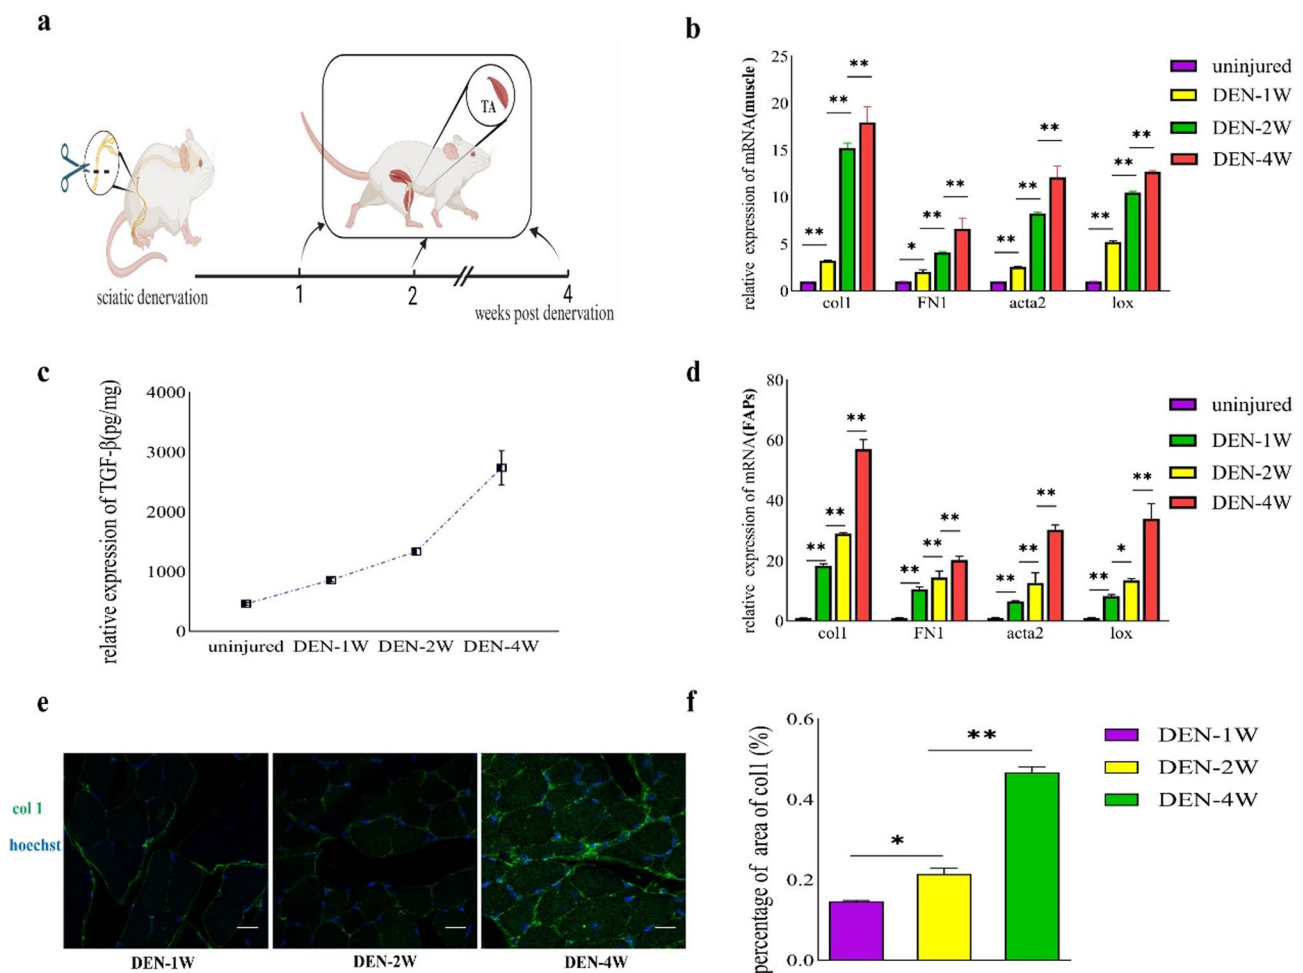 a
TA
sciatic denervation
1
2
4
weeks post denervation
b
relative expression of mRNA(muscle)
25
20
15
10
5
0
**
**
**
*
**
**
**
**
**
**
**
**
col1
FN1
acta2
lox
uninjured
DEN-1W
DEN-2W
DEN-4W
c
relative expression of TGF-β(pg/mg)
4000
3000
2000
1000
0
uninjured DEN-1W DEN-2W DEN-4W
d
relative expression of mRNA(FAPs)
80
60
40
20
0
**
**
**
**
**
**
**
**
**
**
*
**
col1
FN1
acta2
lox
uninjured
DEN-1W
DEN-2W
DEN-4W
e
col 1
hoechst
DEN-1W
DEN-2W
DEN-4W
f
percentage of area of col1 (%)
0.6
0.4
0.2
0.0
*
**
DEN-1W
DEN-2W
DEN-4W